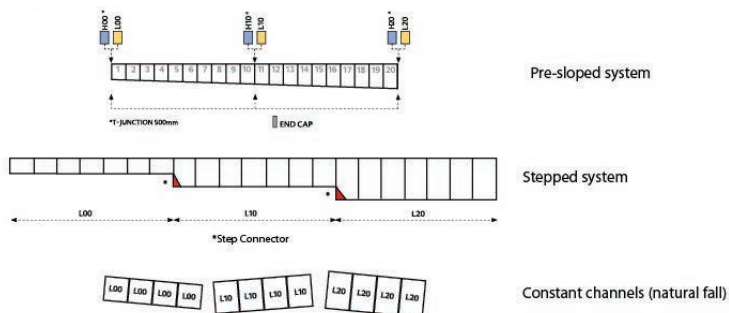 H00* L00 H10* L10 H20* L20
1 2 3 4 5 6 7 8 9 10 11 12 13 14 15 16 17 18 19 20
Pre-sloped system
*T-JUNCTION 500mm
END CAP
Stepped system
* *
L00 L10 L20
*Step Connector
L00 L00 L00 L00 L10 L10 L10 L10 L20 L20 L20 L20
Constant channels (natural fall)